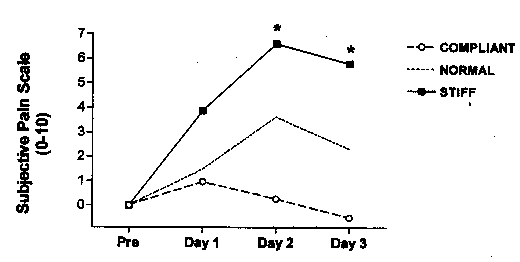 Subjective Pain Scale
(0-10)
7
6
5
4
3
2
1
0
* *
Pre Day 1 Day 2 Day 3
COMPLIANT
NORMAL
STIFF